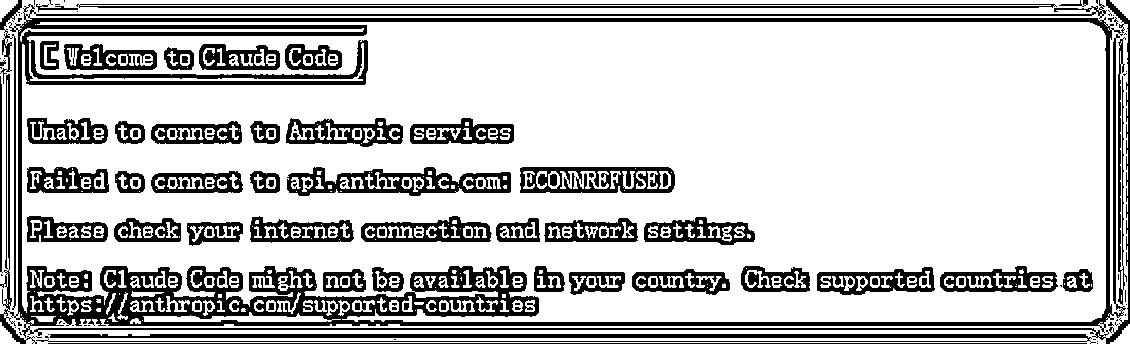 Welcome to Claude Code
Unable to connect to Anthropic services
Failed to connect to api.anthropic.com: ECONNREFUSED
Please check your internet connection and network settings.
Note: Claude Code might not be available in your country. Check supported countries at
https://anthropic.com/supported-countries